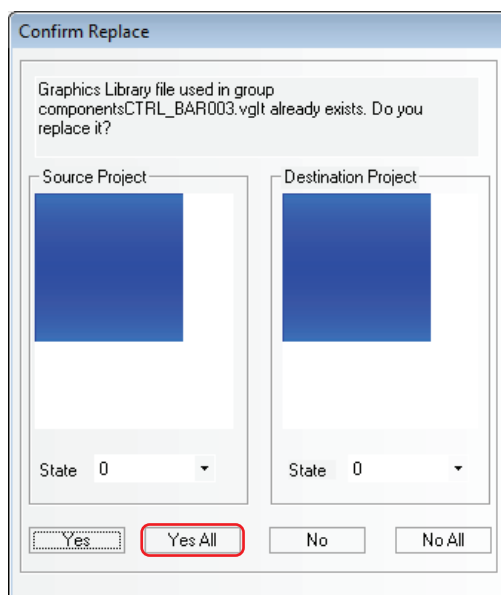 Confirm Replace
Graphics Library file used in group
componentsCTRL_BAR003.vglt already exists. Do you
replace it?
Source Project
Destination Project
State 0
State 0
Yes
Yes All
No
No All